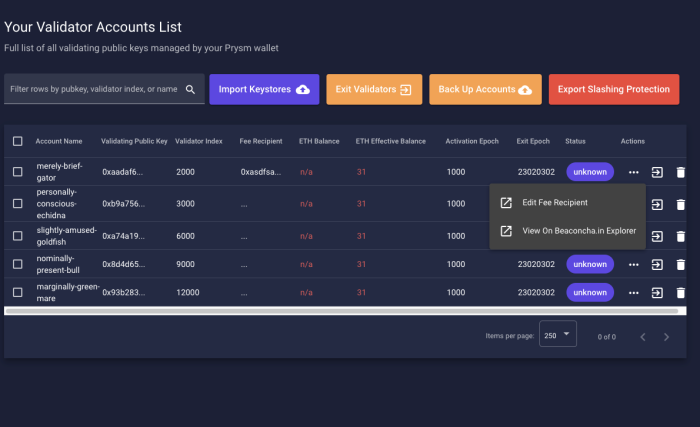 Your Validator Accounts List
Full list of all validating public keys managed by your Prysm wallet
Filter rows by pubkey, validator index, or name
Import Keystores
Exit Validators
Back Up Accounts
Export Slashing Protection
Account Name Validating Public Key Validator Index Fee Recipient ETH Balance ETH Effective Balance Activation Epoch Exit Epoch Status Actions
merely-brief-
gator
0xaadaf6... 2000 0xasdfsa... n/a 31 1000 23020302 unknown ...
personally-
conscious-
echidna
0xb9a756... 3000 ... n/a 31 1000
Edit Fee Recipient
slightly-amused-
goldfish
0xa74a19... 6000 ... n/a 31 1000
View On Beaconcha.in Explorer
nominally-
present-bull
0x8d4d65... 9000 ... n/a 31 1000 23020302 unknown ...
marginally-green-
mare
0x93b283... 12000 ... n/a 31 1000 23020302 unknown ...
Items per page: 250 0 of 0